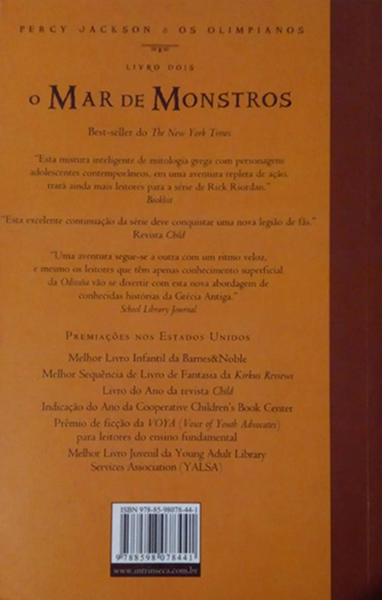 PERCY JACKSON & OS OLIMPIANOS
LIVRO DOIS
O MAR DE MONSTROS
Best-seller do The New York Times
"Esta mistura inteligente de mitologia grega com personagens
adolescentes contemporâneos, em uma aventura repleta de ação,
trará ainda mais leitores para a série de Rick Riordan."
Booklist
"Esta excelente continuação da série deve conquistar uma nova legião de fãs."
Revista Child
"Uma aventura segue-se a outra com um ritmo veloz,
e mesmo os leitores que têm apenas conhecimento superficial
da Odisséia vão se divertir com esta nova abordagem de
conhecidas histórias da Grécia Antiga."
School Library Journal
PREMIAÇÕES NOS ESTADOS UNIDOS
Melhor Livro Infantil da Barnes&Noble
Melhor Sequência de Livro de Fantasia da Kirkus Reviews
Livro do Ano da revista Child
Indicação do Ano da Cooperative Children's Book Center
Prêmio de ficção da VOYA (Voice of Youth Advocates)
para leitores do ensino fundamental
Melhor Livro Juvenil da Young Adult Library
Services Association (YALSA)
ISBN 978-85-98078-44-1
9 788598 078441
www.intrinseca.com.br